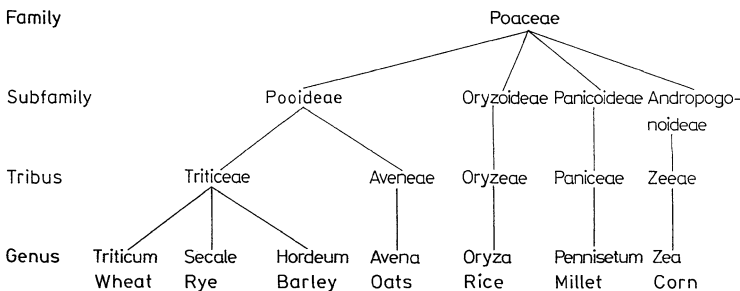 Family Poaceae
Subfamily Pooideae Oryzoideae Panicoideae Andropogo-
noideae
Tribus Triticeae Aveneae Oryzeae Paniceae Zeeae
Genus Triticum Secale Hordeum Avena Oryza Pennisetum Zea
Wheat Rye Barley Oats Rice Millet Corn